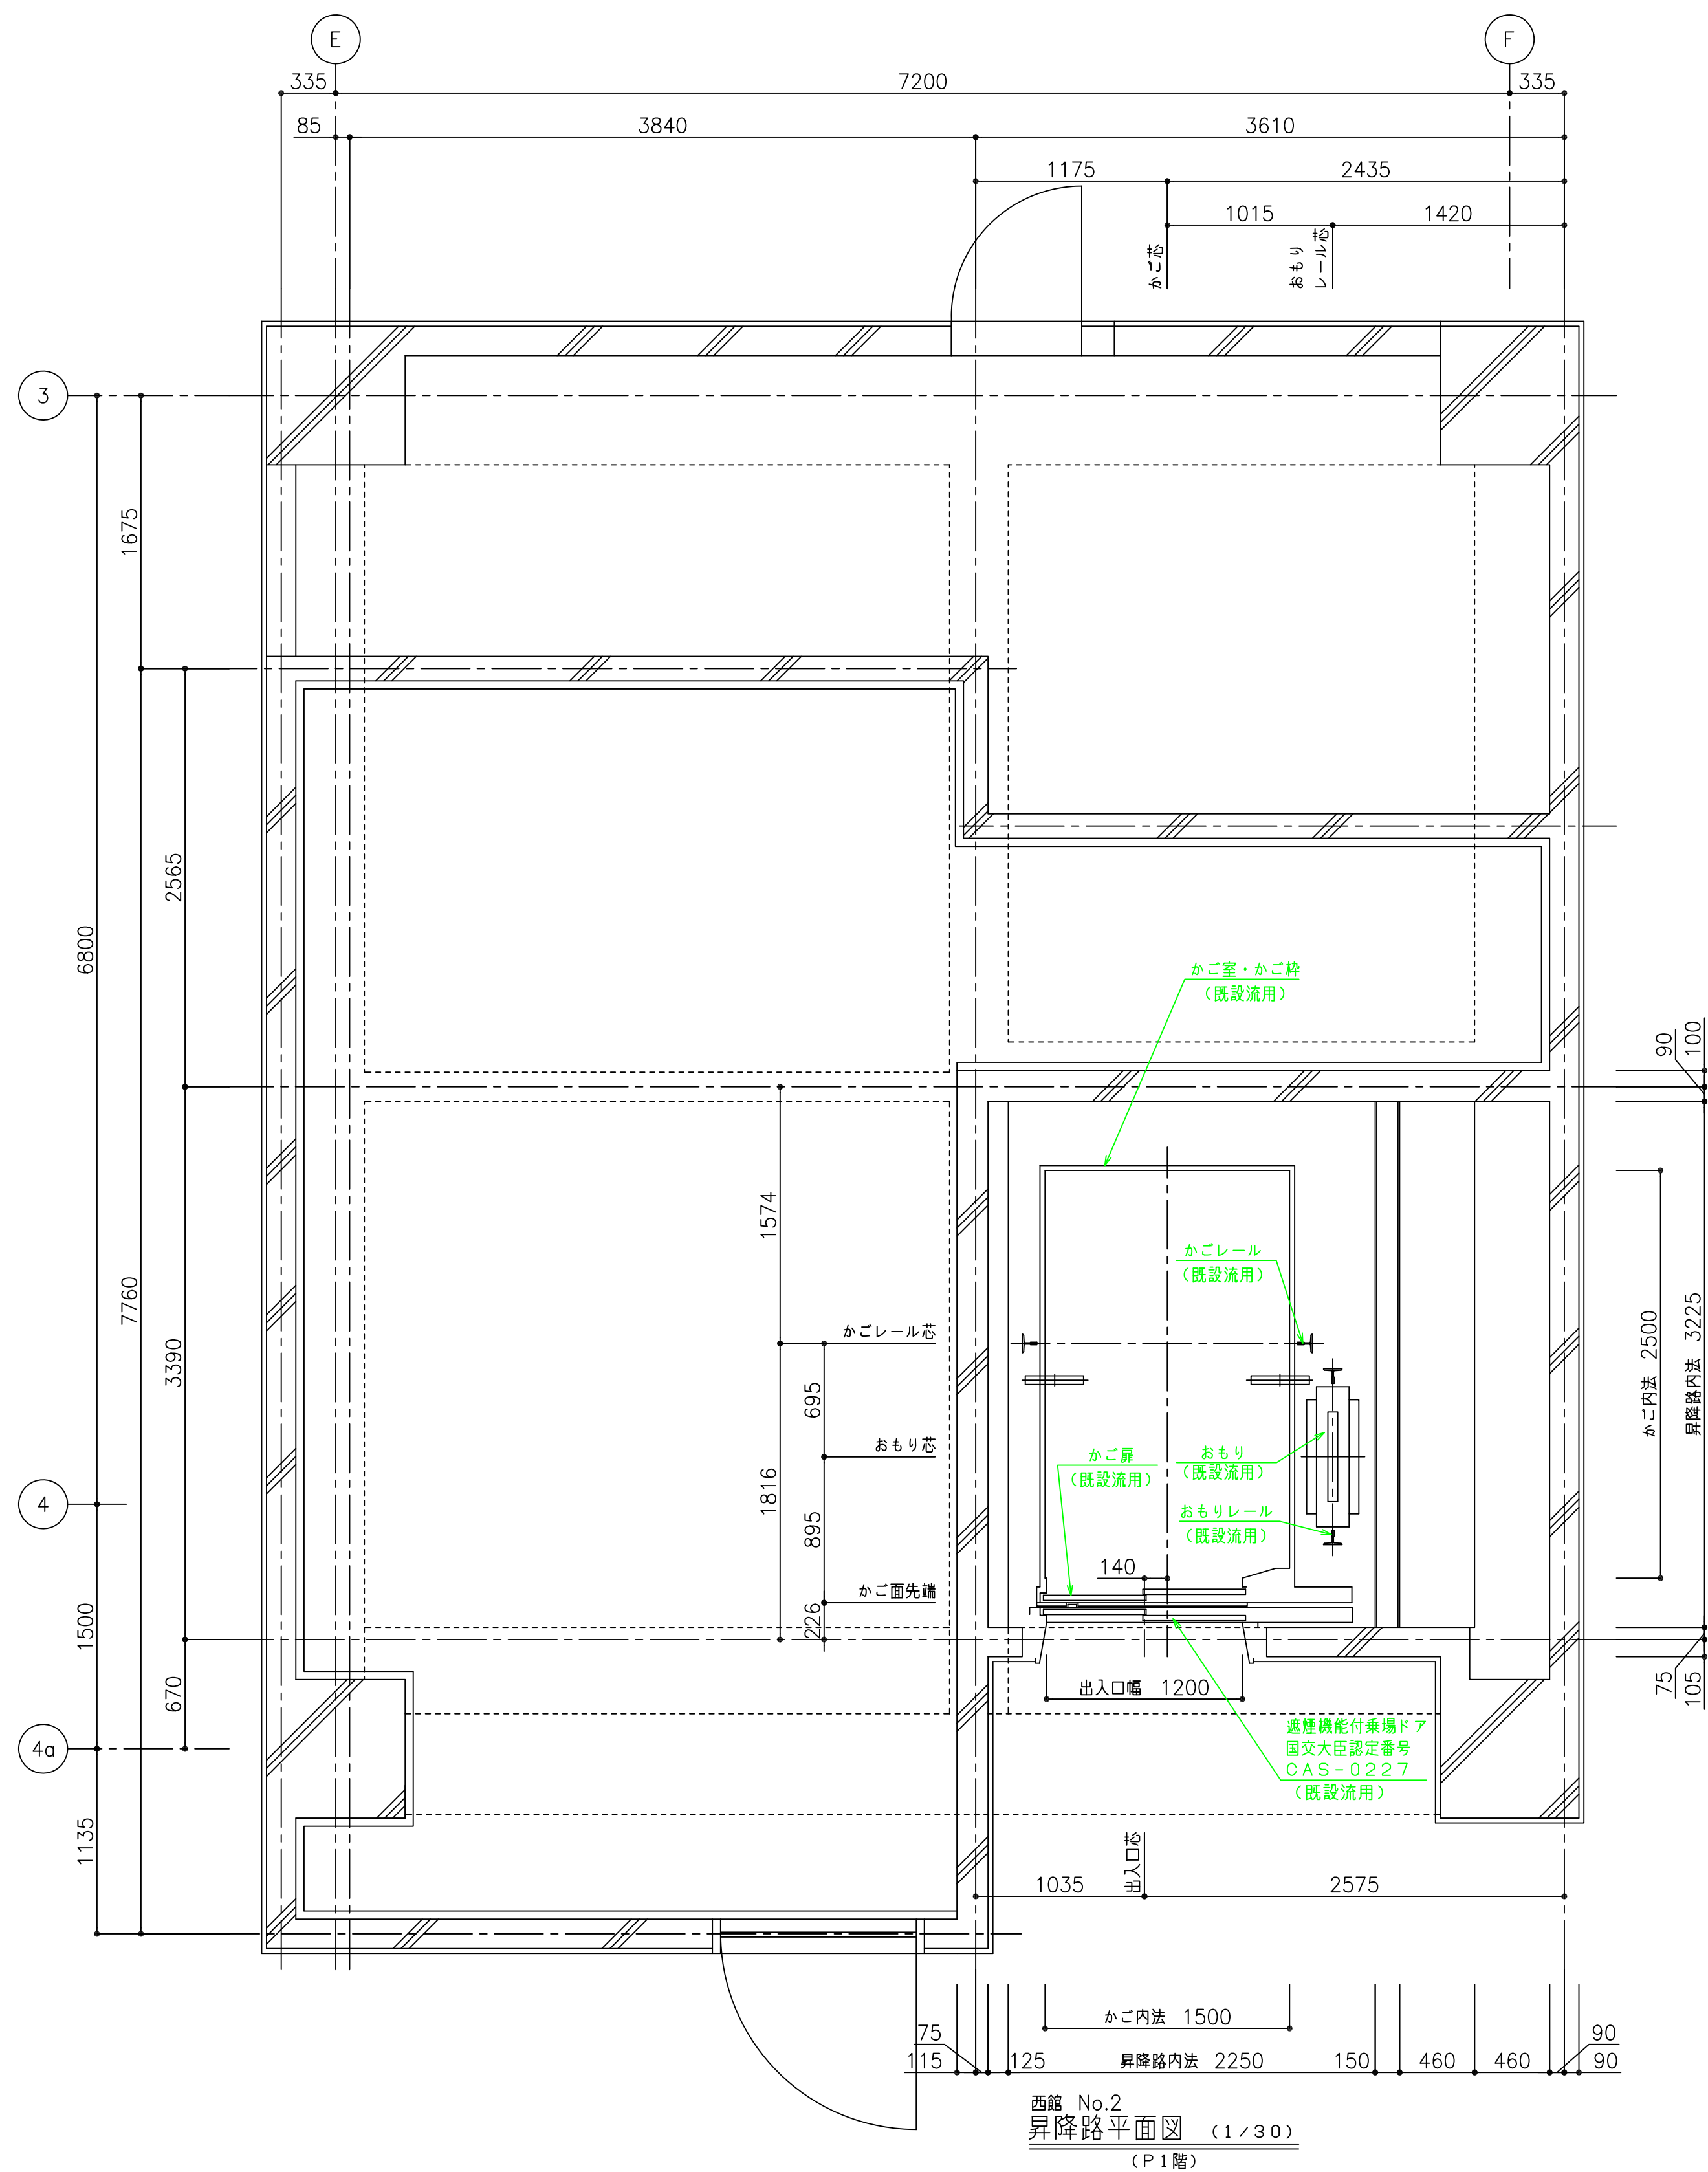 E
F
335
7200
335
85
3840
3610
1175
2435
1015
1420
かご芯
おもり
レール芯
3
1675
2565
6800
7760
3390
かご室・かご枠
(既設流用)
90
100
1574
かごレール芯
かごレール
(既設流用)
かご内法 2500
昇降路内法 3225
695
おもり芯
かご扉
(既設流用)
おもり
(既設流用)
1816
895
おもりレール
(既設流用)
4
140
かご面先端
226
1500
670
出入口幅 1200
75
105
遮煙機能付乗場ドア
国交大臣認定番号
CAS-0227
(既設流用)
4a
1135
出入口芯
1035
2575
かご内法 1500
75
115
125
昇降路内法 2250
150
460
460
90
90
西館 No.2
昇降路平面図 (1/30)
(P1階)